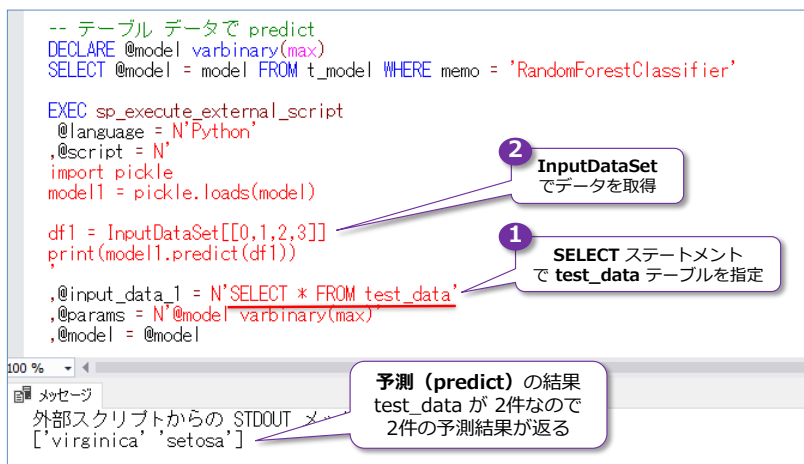 -- テーブル データで predict
DECLARE @model varbinary(max)
SELECT @model = model FROM t_model WHERE memo = 'RandomForestClassifier'
EXEC sp_execute_external_script
@language = N'Python'
,@script = N'
import pickle
model1 = pickle.loads(model)
2
InputDataSet
でデータを取得
df1 = InputDataSet[[0,1,2,3]]
print(model1.predict(df1))
'
1
SELECT ステートメント
で test_data テーブルを指定
,@input_data_1 = N'SELECT * FROM test_data'
,@params = N'@model varbinary(max)'
,@model = @model
100 %
メッセージ
外部スクリプトからの STDOUT メッ
['virginica' 'setosa']
予測（predict）の結果
test_data が 2件なので
2件の予測結果が返る